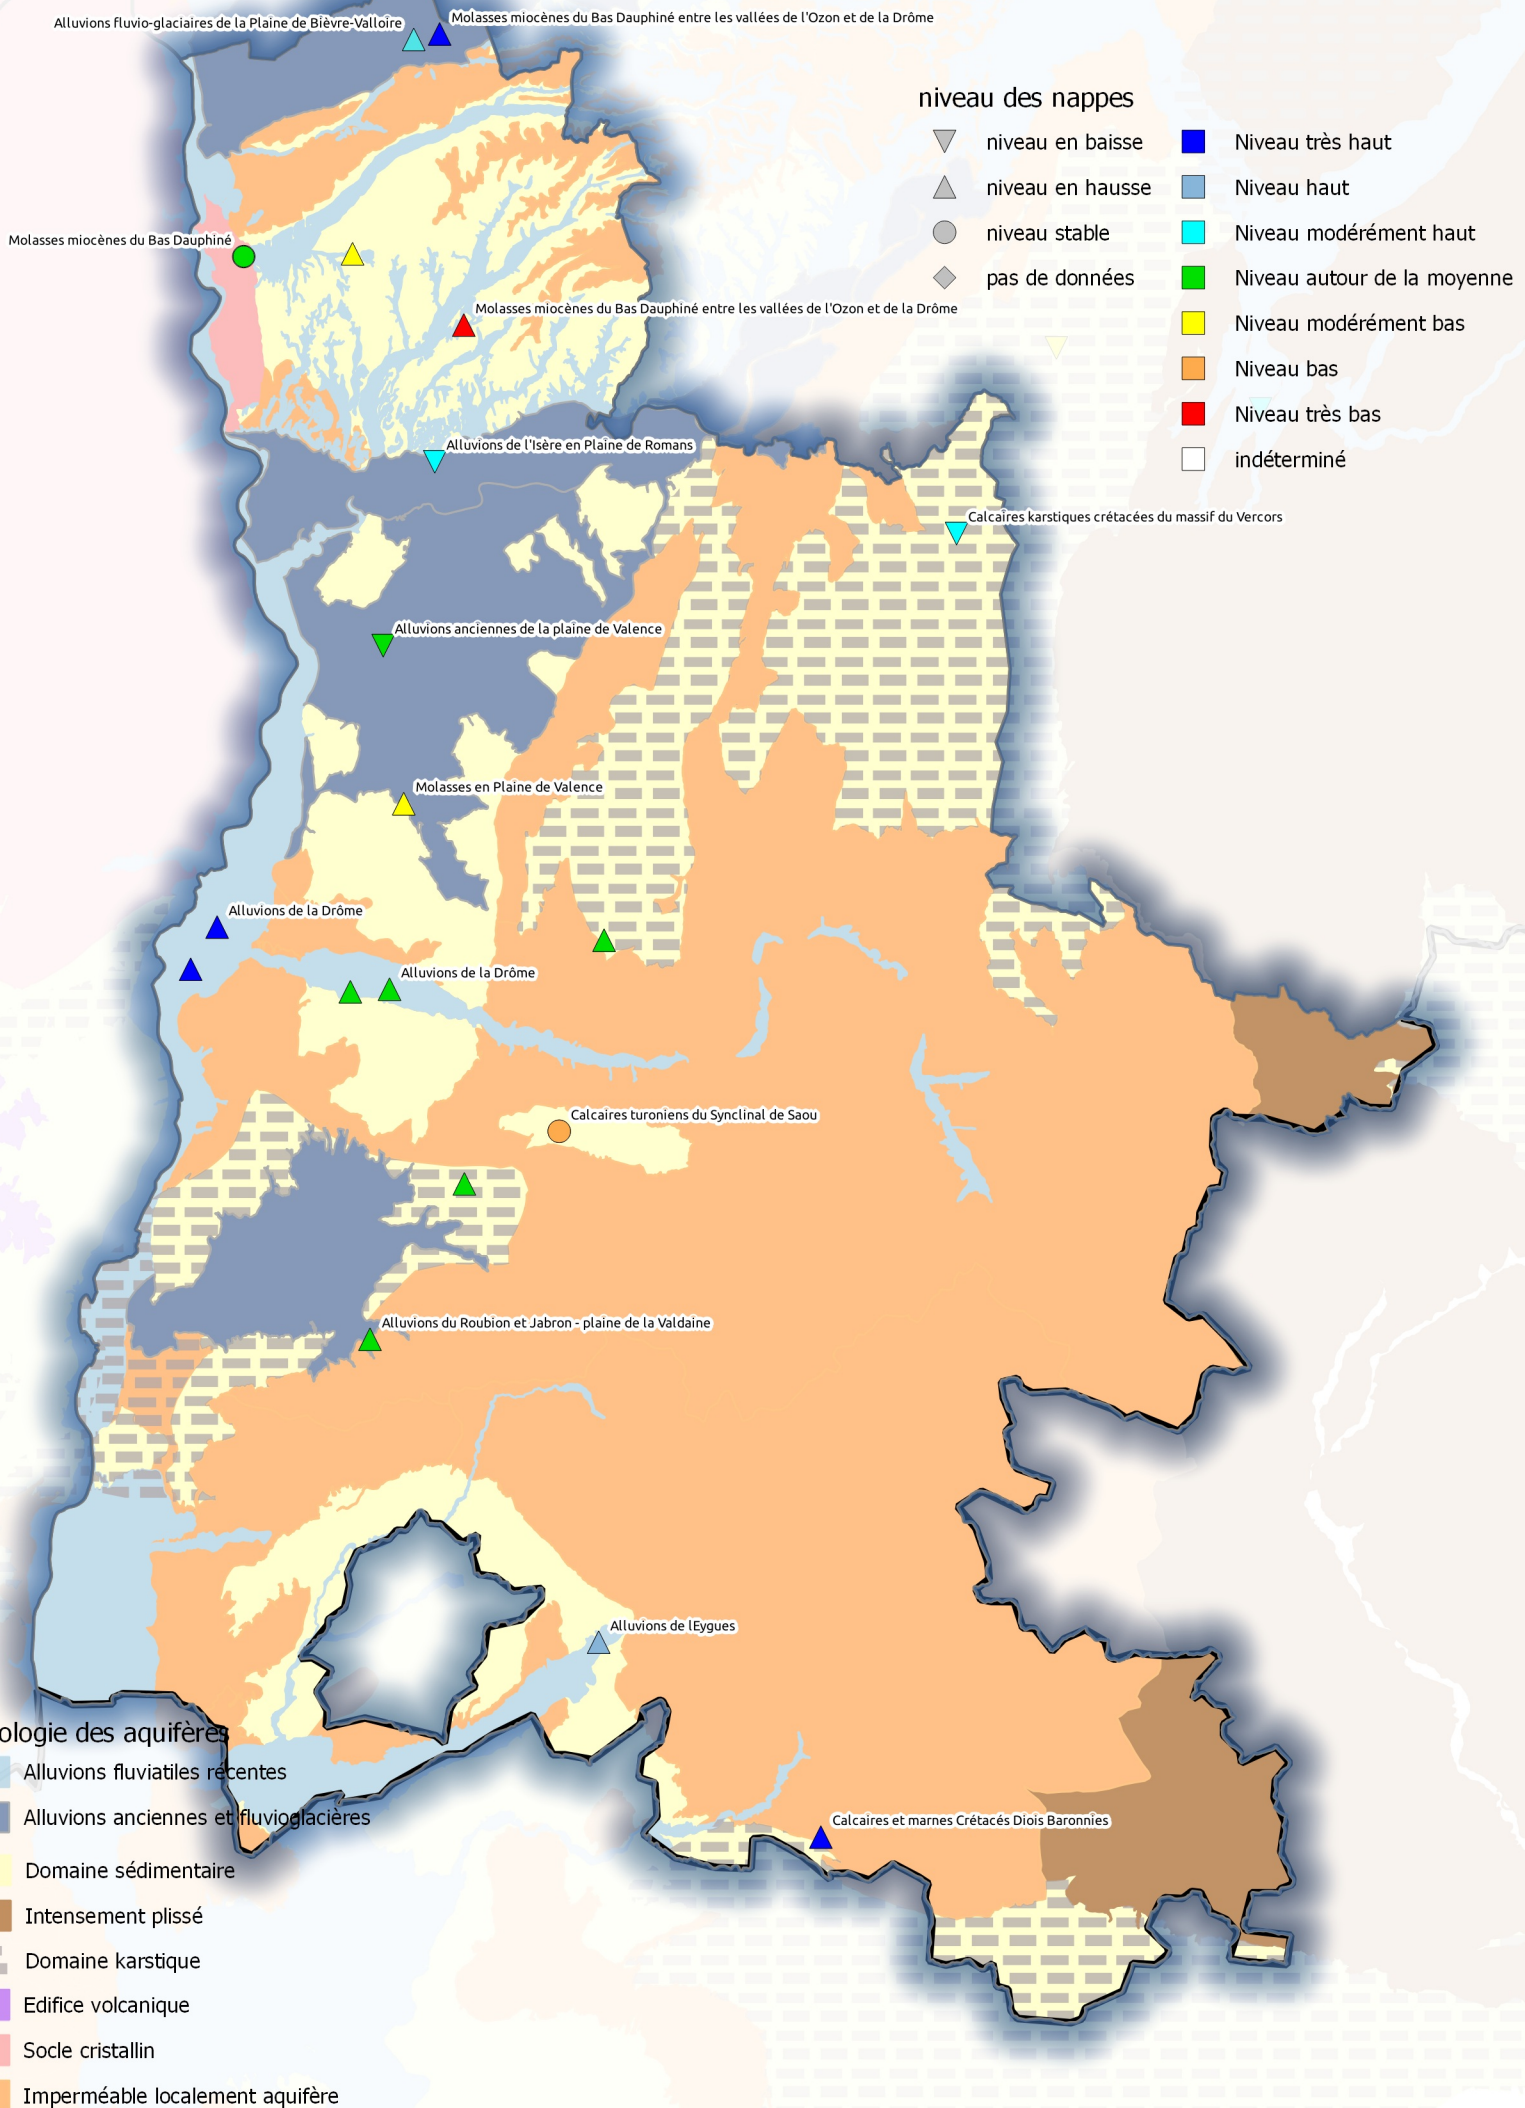 Alluvions fluvio-glaciaires de la Plaine de Bièvre-Valloire
Molasses miocènes du Bas Dauphiné entre les vallées de l'Ozon et de la Drôme
niveau des nappes
niveau en baisse
Niveau très haut
niveau en hausse
Niveau haut
niveau stable
Niveau modérément haut
pas de données
Niveau autour de la moyenne
Niveau modérément bas
Niveau bas
Niveau très bas
indéterminé
Molasses miocènes du Bas Dauphiné
Molasses miocènes du Bas Dauphiné entre les vallées de l'Ozon et de la Drôme
Alluvions de l'Isère en Plaine de Romans
Calcaires karstiques crétacées du massif du Vercors
Alluvions anciennes de la plaine de Valence
Molasses en Plaine de Valence
Alluvions de la Drôme
Alluvions de la Drôme
Calcaires turoniens du Synclinal de Saou
Alluvions du Roubion et Jabron - plaine de la Valdaine
Alluvions de lEygues
Calcaires et marnes Crétacés Diois Baronnies
ologie des aquifères
Alluvions fluviatiles récentes
Alluvions anciennes et fluvioglacières
Domaine sédimentaire
Intensement plissé
Domaine karstique
Edifice volcanique
Socle cristallin
Imperméable localement aquifère